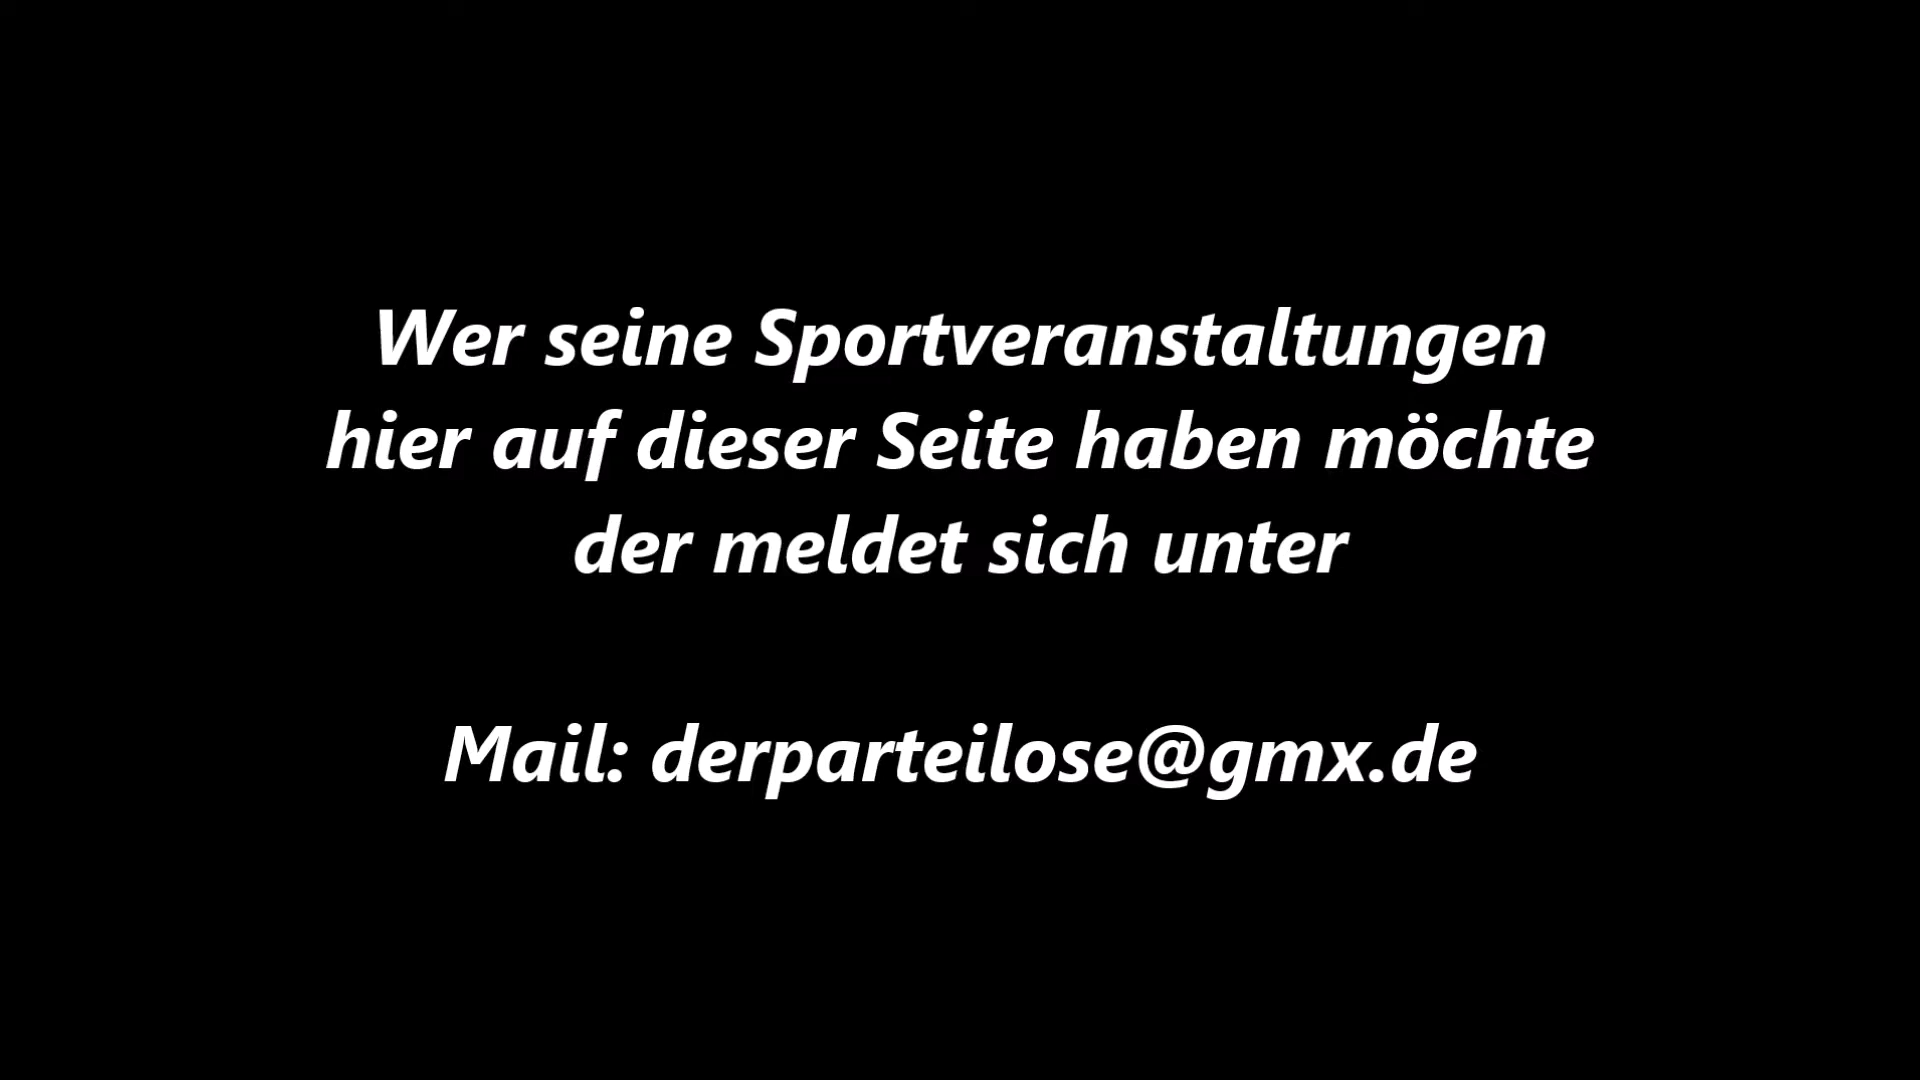 Wer seine Sportveranstaltungen
hier auf dieser Seite haben möchte
der meldet sich unter
Mail: derparteilose@gmx.de